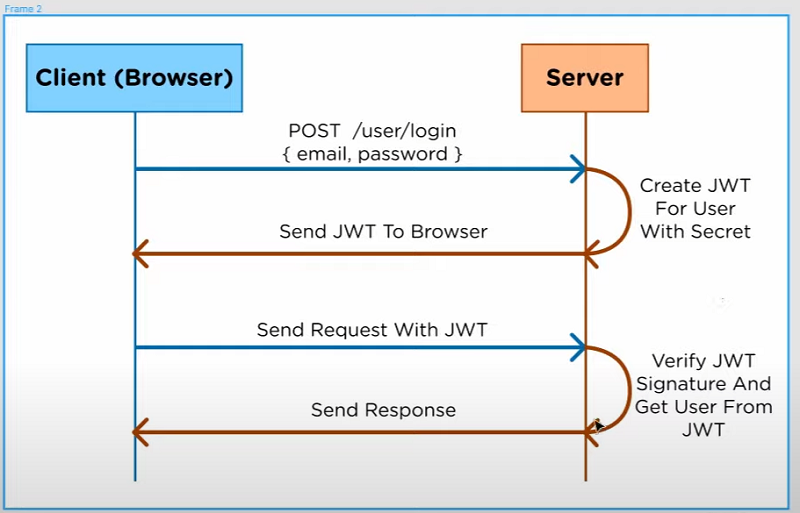 Frame 2
Client (Browser)
Server
POST /user/login
{ email, password }
Create JWT
For User
With Secret
Send JWT To Browser
Send Request With JWT
Verify JWT
Signature And
Get User From
JWT
Send Response